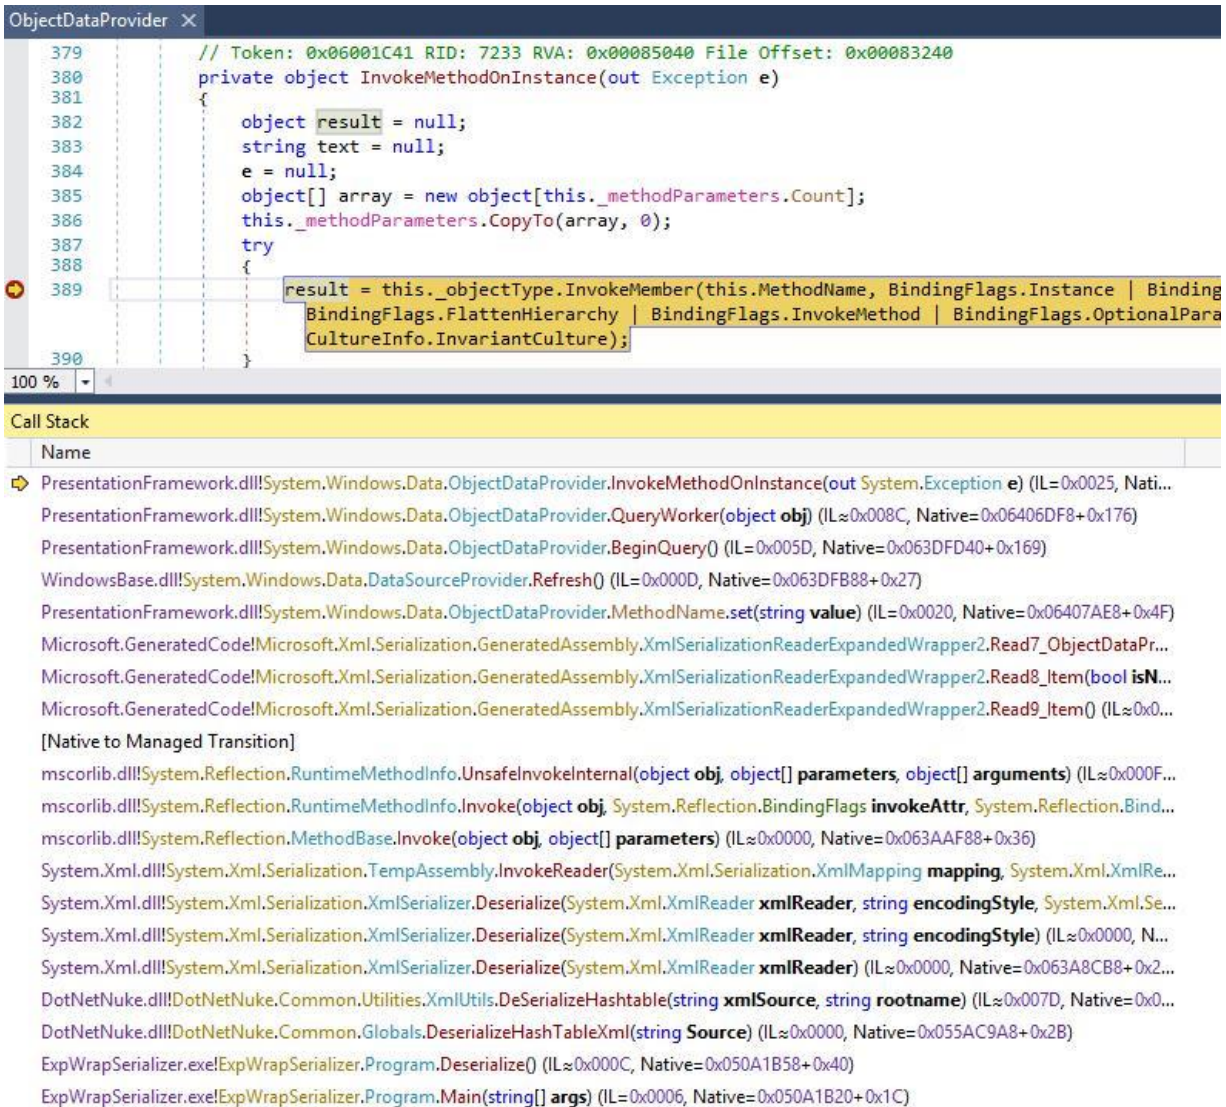 ObjectDataProvider ×
379 // Token: 0x06001C41 RID: 7233 RVA: 0x00085040 File Offset: 0x00083240
380 private object InvokeMethodOnInstance(out Exception e)
381 {
382 object result = null;
383 string text = null;
384 e = null;
385 object[] array = new object[this._methodParameters.Count];
386 this._methodParameters.CopyTo(array, 0);
387 try
388 {
389 result = this._objectType.InvokeMember(this.MethodName, BindingFlags.Instance | Binding
BindingFlags.FlattenHierarchy | BindingFlags.InvokeMethod | BindingFlags.OptionalPara
CultureInfo.InvariantCulture);
390 }
100 %
Call Stack
Name
PresentationFramework.dll!System.Windows.Data.ObjectDataProvider.InvokeMethodOnInstance(out System.Exception e) (IL=0x0025, Nati...
PresentationFramework.dll!System.Windows.Data.ObjectDataProvider.QueryWorker(object obj) (IL≈0x008C, Native=0x06406DF8+0x176)
PresentationFramework.dll!System.Windows.Data.ObjectDataProvider.BeginQuery() (IL=0x005D, Native=0x063DFD40+0x169)
WindowsBase.dll!System.Windows.Data.DataSourceProvider.Refresh() (IL=0x000D, Native=0x063DFB88+0x27)
PresentationFramework.dll!System.Windows.Data.ObjectDataProvider.MethodName.set(string value) (IL=0x0020, Native=0x06407AE8+0x4F)
Microsoft.GeneratedCode!Microsoft.Xml.Serialization.GeneratedAssembly.XmlSerializationReaderExpandedWrapper2.Read7_ObjectDataPr...
Microsoft.GeneratedCode!Microsoft.Xml.Serialization.GeneratedAssembly.XmlSerializationReaderExpandedWrapper2.Read8_Item(bool isN...
Microsoft.GeneratedCode!Microsoft.Xml.Serialization.GeneratedAssembly.XmlSerializationReaderExpandedWrapper2.Read9_Item() (IL≈0x0...
[Native to Managed Transition]
mscorlib.dll!System.Reflection.RuntimeMethodInfo.UnsafeInvokeInternal(object obj, object[] parameters, object[] arguments) (IL≈0x000F...
mscorlib.dll!System.Reflection.RuntimeMethodInfo.Invoke(object obj, System.Reflection.BindingFlags invokeAttr, System.Reflection.Bind...
mscorlib.dll!System.Reflection.MethodBase.Invoke(object obj, object[] parameters) (IL≈0x0000, Native=0x063AAF88+0x36)
System.Xml.dll!System.Xml.Serialization.TempAssembly.InvokeReader(System.Xml.Serialization.XmlMapping mapping, System.Xml.XmlRe...
System.Xml.dll!System.Xml.Serialization.XmlSerializer.Deserialize(System.Xml.XmlReader xmlReader, string encodingStyle, System.Xml.Se...
System.Xml.dll!System.Xml.Serialization.XmlSerializer.Deserialize(System.Xml.XmlReader xmlReader, string encodingStyle) (IL≈0x0000, N...
System.Xml.dll!System.Xml.Serialization.XmlSerializer.Deserialize(System.Xml.XmlReader xmlReader) (IL≈0x0000, Native=0x063A8CB8+0x2...
DotNetNuke.dll!DotNetNuke.Common.Utilities.XmlUtils.DeSerializeHashtable(string xmlSource, string rootname) (IL≈0x007D, Native=0x0...
DotNetNuke.dll!DotNetNuke.Common.Globals.DeserializeHashTableXml(string Source) (IL≈0x0000, Native=0x055AC9A8+0x2B)
ExpWrapSerializer.exe!ExpWrapSerializer.Program.Deserialize() (IL≈0x000C, Native=0x050A1B58+0x40)
ExpWrapSerializer.exe!ExpWrapSerializer.Program.Main(string[] args) (IL=0x0006, Native=0x050A1B20+0x1C)